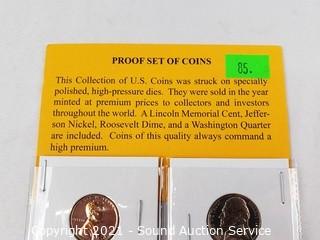 PROOF SET OF COINS
85.
This Collection of U.S. Coins was struck on specially
polished, high-pressure dies. They were sold in the year
minted at premium prices to collectors and investors
throughout the world. A Lincoln Memorial Cent, Jeffer-
son Nickel, Roosevelt Dime, and a Washington Quarter
are included. Coins of this quality always command a
high premium.
Copyright 2021 - Sound Auction Service